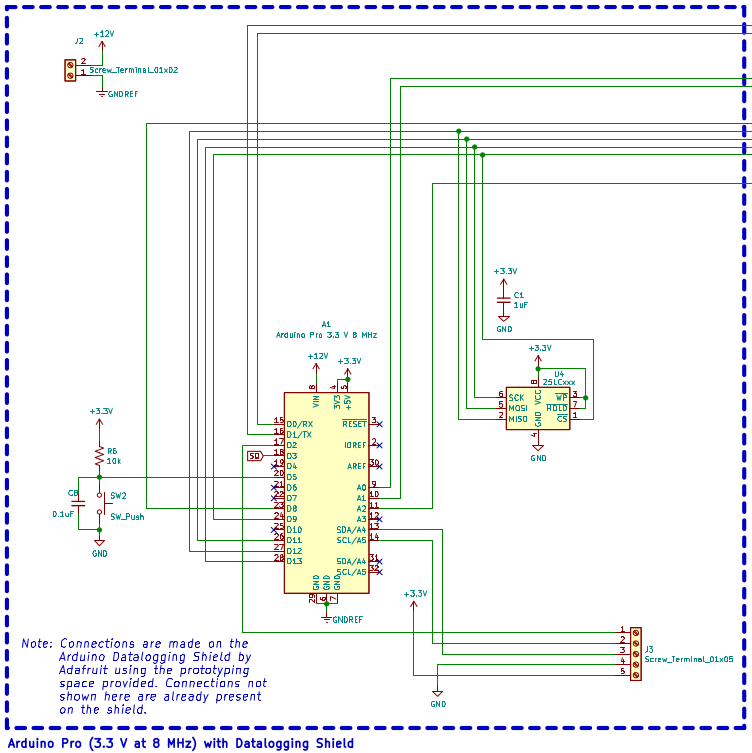 J2
+12V
2
1
Screw_Terminal_01x02
GNDREF
+3.3V
C1
1uF
GND
A1
Arduino Pro 3.3 V 8 MHz
+12V
+3.3V
8
4
5
VIN
3V3
+5V
15
D0/RX
16
D1/TX
17
D2
18
D3
SQ
19
D4
20
D5
21
D6
22
D7
23
D8
24
D9
25
D10
26
D11
27
D12
28
D13
RESET
3
IOREF
2
AREF
30
A0
9
A1
10
A2
11
A3
12
SDA/A4
13
SCL/A5
14
SDA/A4
31
SCL/A5
32
GND
GND
GND
29
6
7
GNDREF
+3.3V
U4
25LCxxx
8
VCC
6
SCK
5
MOSI
2
MISO
WP
3
HOLD
7
CS
1
GND
4
GND
+3.3V
R6
10k
C8
0.1uF
SW2
SW_Push
GND
+3.3V
1
2
3
4
5
J3
Screw_Terminal_01x05
GND
Note: Connections are made on the
Arduino Datalogging Shield by
Adafruit using the prototyping
space provided. Connections not
shown here are already present
on the shield.
Arduino Pro (3.3 V at 8 MHz) with Datalogging Shield